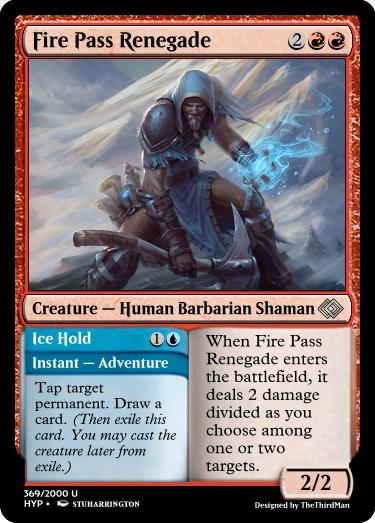 Fire Pass Renegade 2
Creature — Human Barbarian Shaman
Ice Hold 1
Instant — Adventure
Tap target
permanent. Draw a
card. (Then exile this
card. You may cast the
creature later from
exile.)
When Fire Pass
Renegade enters
the battlefield, it
deals 2 damage
divided as you
choose among
one or two
targets.
2/2
369/2000 U
HYP • STUHARRINGTON
Designed by TheThirdMan